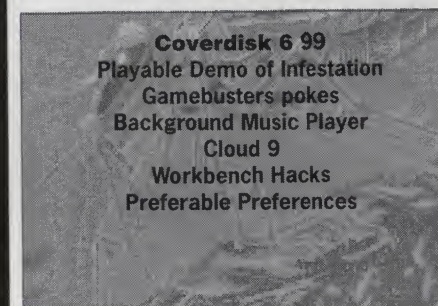 Coverdisk 6 99
Playable Demo of Infestation
Gamebusters pokes
Background Music Player
Cloud 9
Workbench Hacks
Preferable Preferences